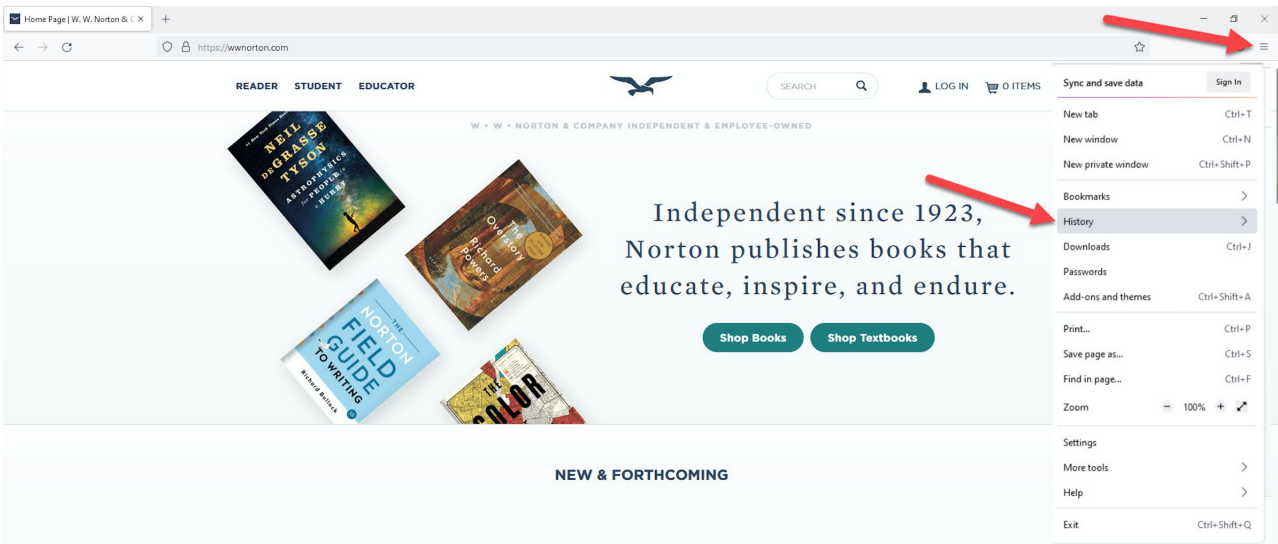 Home Page | W. W. Norton & C
https://wwnorton.com
READER STUDENT EDUCATOR
SEARCH
LOG IN
0 ITEMS
W • W • NORTON & COMPANY INDEPENDENT & EMPLOYEE-OWNED
NEIL
DEGRASSE
TYSON
ASTROPHYSICS
for PEOPLE in
a HURRY
The
Overstory
Richard
Powers
THE
NORTON
FIELD
GUIDE
TO WRITING
Richard Bullock
THE
COLOR
Independent since 1923,
Norton publishes books that
educate, inspire, and endure.
Shop Books
Shop Textbooks
NEW & FORTHCOMING
Sync and save data Sign In
New tab Ctrl+T
New window Ctrl+N
New private window Ctrl+Shift+P
Bookmarks
History
Downloads Ctrl+J
Passwords
Add-ons and themes Ctrl+Shift+A
Print... Ctrl+P
Save page as... Ctrl+S
Find in page... Ctrl+F
Zoom − 100% +
Settings
More tools
Help
Exit Ctrl+Shift+Q